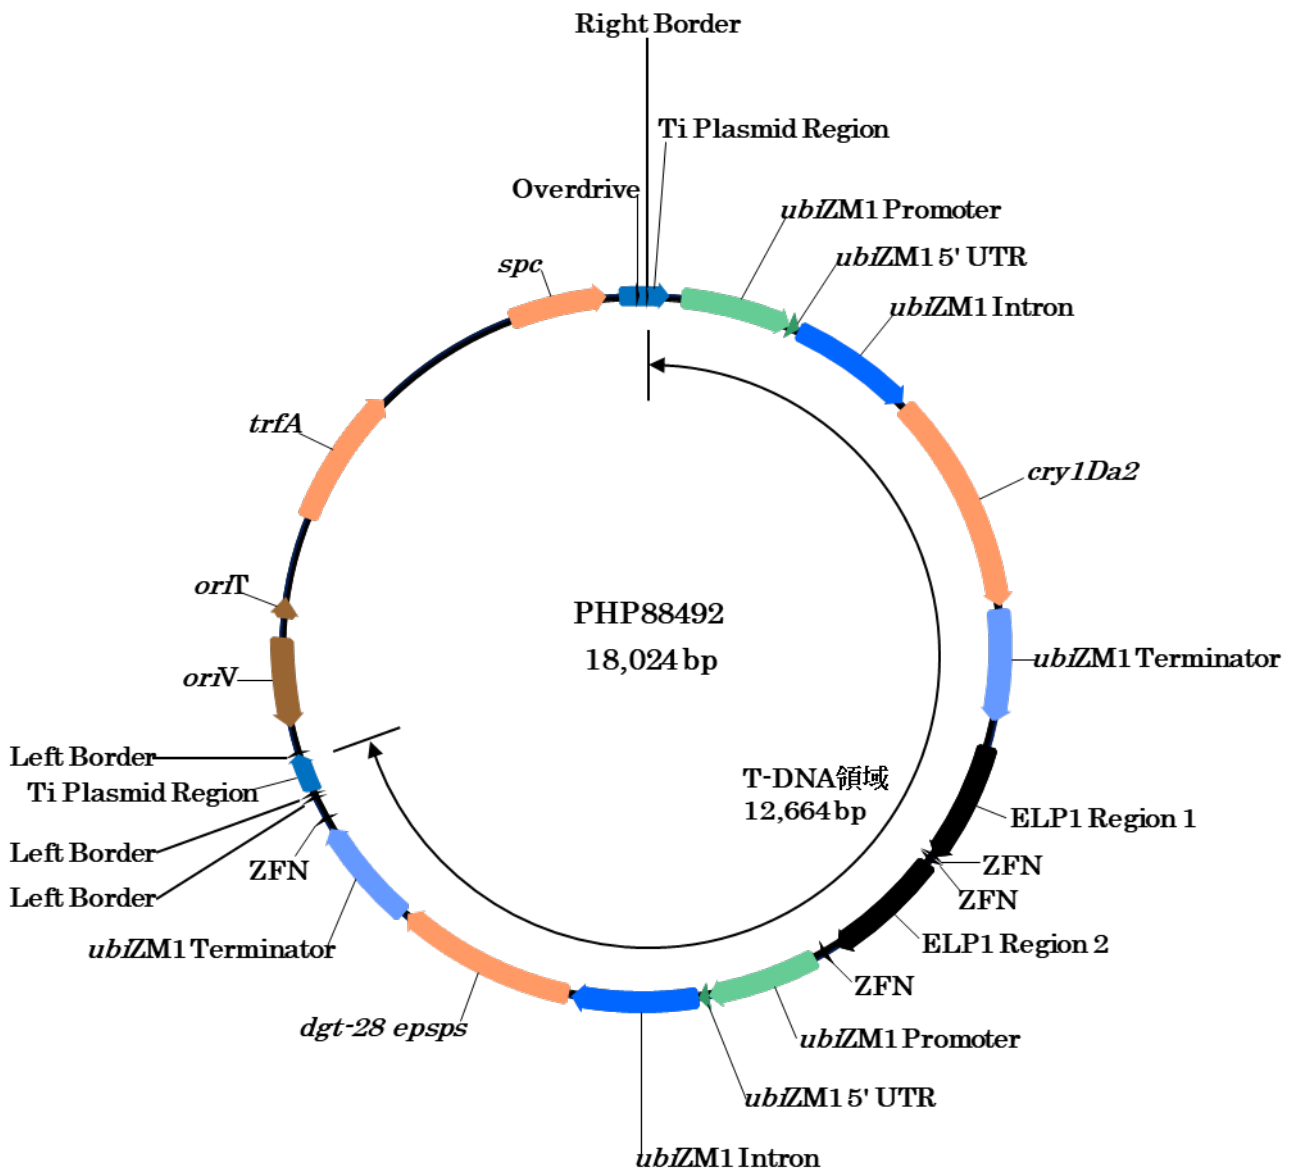 Right Border
Ti Plasmid Region
Overdrive
ubiZM1 Promoter
ubiZM1 5' UTR
spc
ubiZM1 Intron
trfA
cry1Da2
oriT
PHP88492
18,024 bp
ubiZM1 Terminator
oriV
Left Border
Ti Plasmid Region
T-DNA領域
12,664 bp
ELP1 Region 1
Left Border
ZFN
ZFN
Left Border
ZFN
ELP1 Region 2
ubiZM1 Terminator
ZFN
dgt-28 epsps
ubiZM1 Promoter
ubiZM1 5' UTR
ubiZM1 Intron